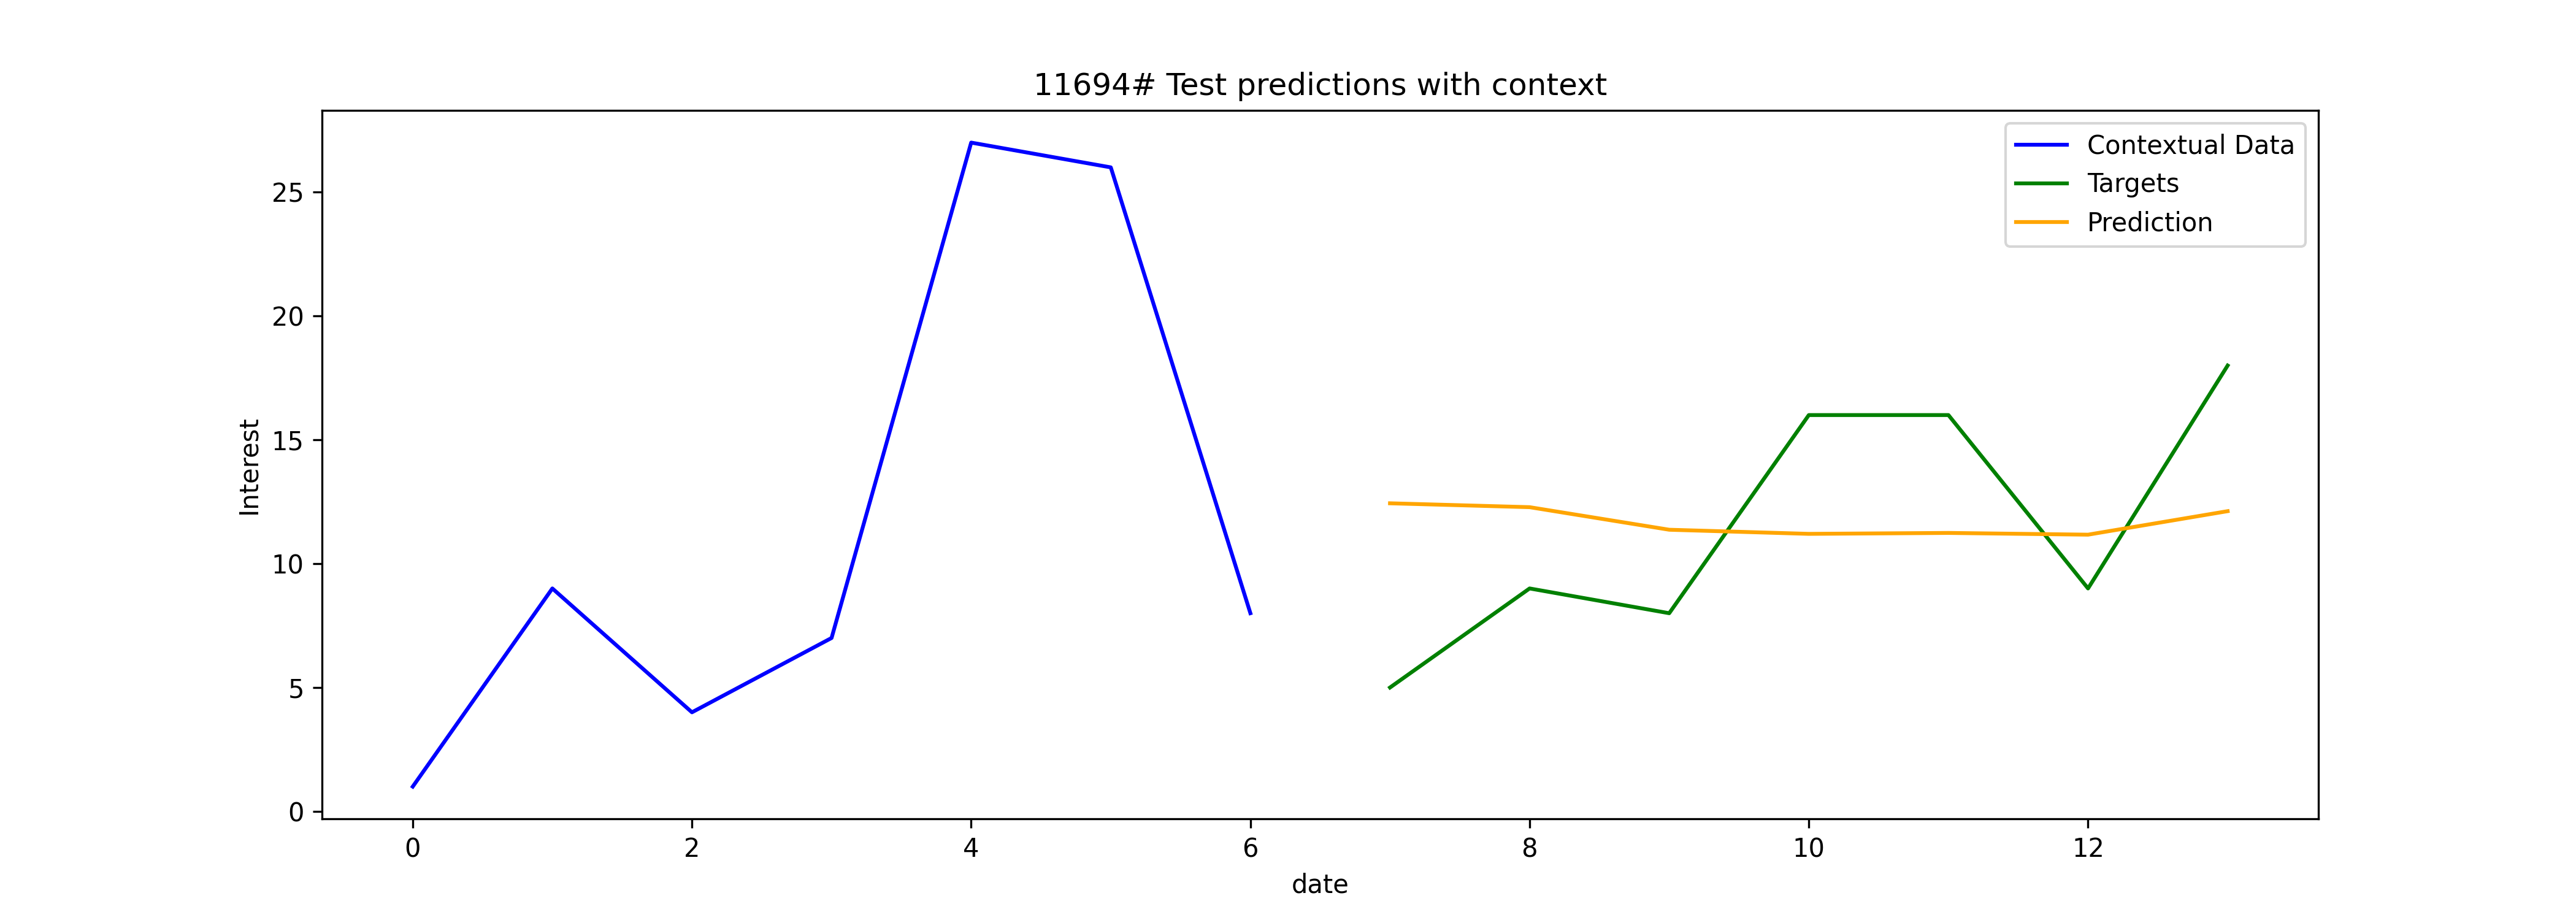 11694# Test predictions with context
Contextual Data
Targets
Prediction
Interest
25
20
15
10
5
0
0 2 4 6 8 10 12
date